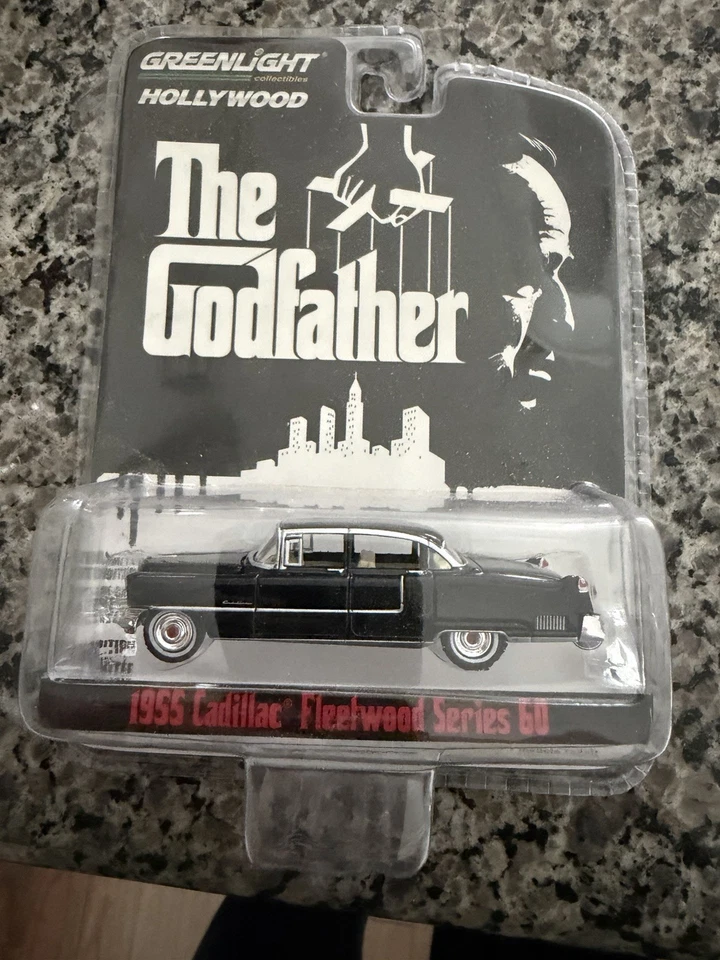 GREENLiGHT®
collectibles
HOLLYWOOD
The
Godfather
1955 Cadillac® Fleetwood Series 60